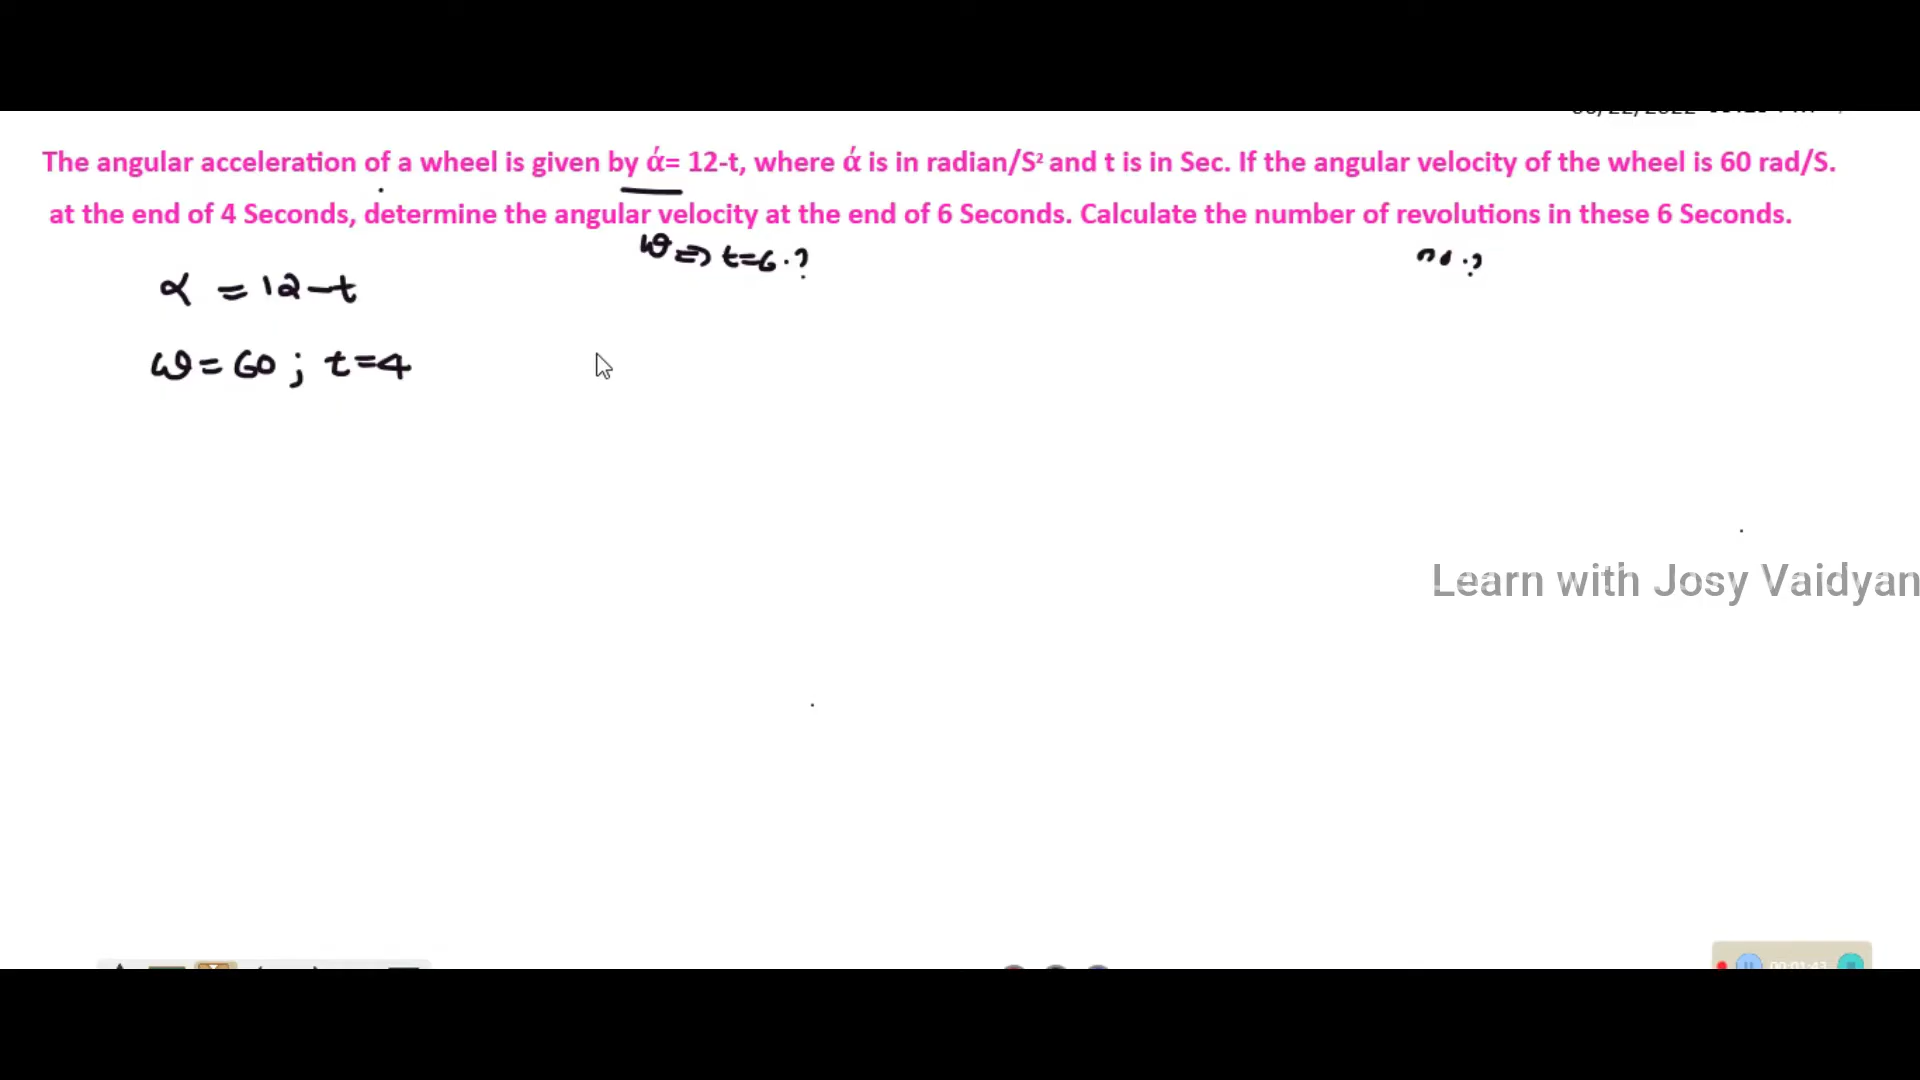 The angular acceleration of a wheel is given by ά= 12-t, where ά is in radian/S² and t is in Sec. If the angular velocity of the wheel is 60 rad/S.
at the end of 4 Seconds, determine the angular velocity at the end of 6 Seconds. Calculate the number of revolutions in these 6 Seconds.
ω ⇒ t=6.?
α = 12-t
ω = 60 ; t=4
Learn with Josy Vaidyan
00:01:43